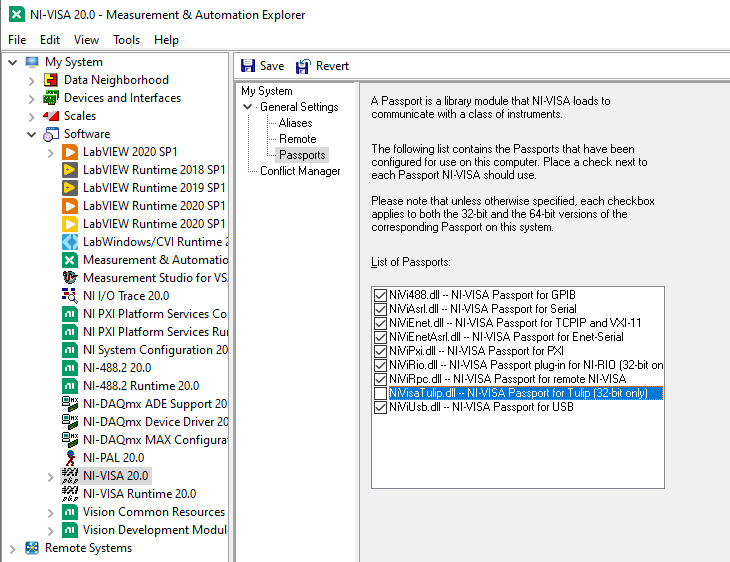 NI-VISA 20.0 - Measurement & Automation Explorer
File Edit View Tools Help
My System
Data Neighborhood
Devices and Interfaces
Scales
Software
LabVIEW 2020 SP1
LabVIEW Runtime 2018 SP1
LabVIEW Runtime 2019 SP1
LabVIEW Runtime 2020 SP1
LabVIEW Runtime 2020 SP1
LabWindows/CVI Runtime 2
Measurement & Automatio
Measurement Studio for VS
NI I/O Trace 20.0
NI PXI Platform Services Co
NI PXI Platform Services Run
NI System Configuration 20
NI-488.2 20.0
NI-488.2 Runtime 20.0
NI-DAQmx ADE Support 20
NI-DAQmx Device Driver 20
NI-DAQmx MAX Configurat
NI-PAL 20.0
NI-VISA 20.0
NI-VISA Runtime 20.0
Vision Common Resources
Vision Development Modul
Remote Systems
Save Revert
My System
General Settings
Aliases
Remote
Passports
Conflict Manager
A Passport is a library module that NI-VISA loads to
communicate with a class of instruments.
The following list contains the Passports that have been
configured for use on this computer. Place a check next to
each Passport NI-VISA should use.
Please note that unless otherwise specified, each checkbox
applies to both the 32-bit and the 64-bit versions of the
corresponding Passport on this system.
List of Passports:
NiVi488.dll -- NI-VISA Passport for GPIB
NiViAsrl.dll -- NI-VISA Passport for Serial
NiViEnet.dll -- NI-VISA Passport for TCPIP and VXI-11
NiViEnetAsrl.dll -- NI-VISA Passport for Enet-Serial
NiViPxi.dll -- NI-VISA Passport for PXI
NiViRio.dll -- NI-VISA Passport plug-in for NI-RIO (32-bit on
NiViRpc.dll -- NI-VISA Passport for remote NI-VISA
NiVisaTulip.dll -- NI-VISA Passport for Tulip (32-bit only)
NiViUsb.dll -- NI-VISA Passport for USB